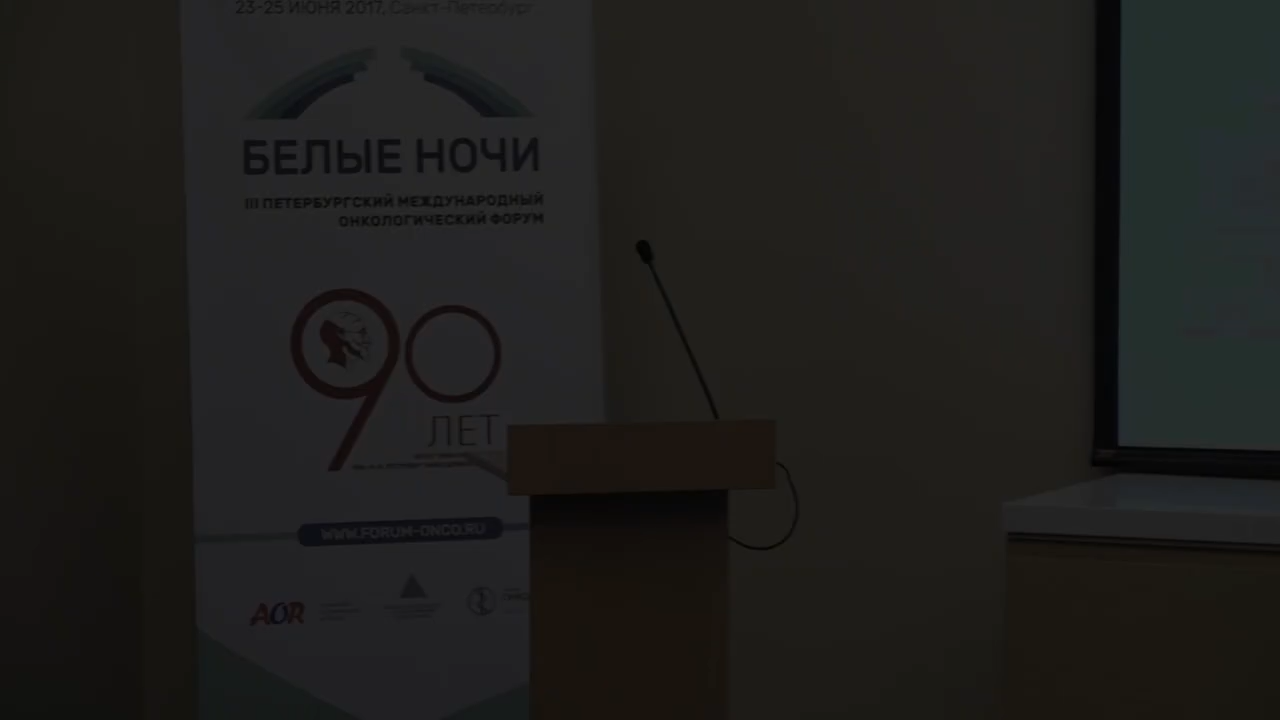 23-25 ИЮНЯ 2017, Санкт-Петербург
БЕЛЫЕ НОЧИ
III ПЕТЕРБУРГСКИЙ МЕЖДУНАРОДНЫЙ
ОНКОЛОГИЧЕСКИЙ ФОРУМ
90
ЛЕТ
WWW.FORUM-ONCO.RU
AOR